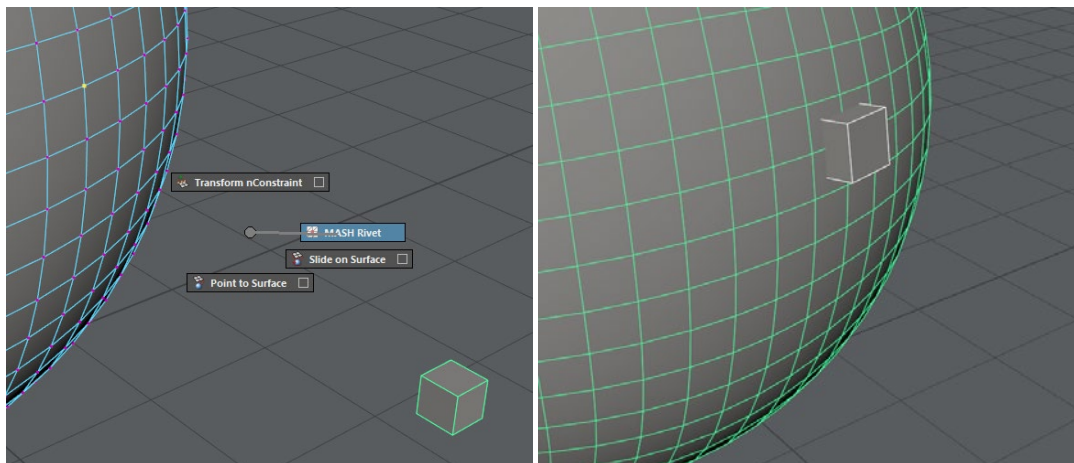 Transform nConstraint
MASH Rivet
Slide on Surface
Point to Surface